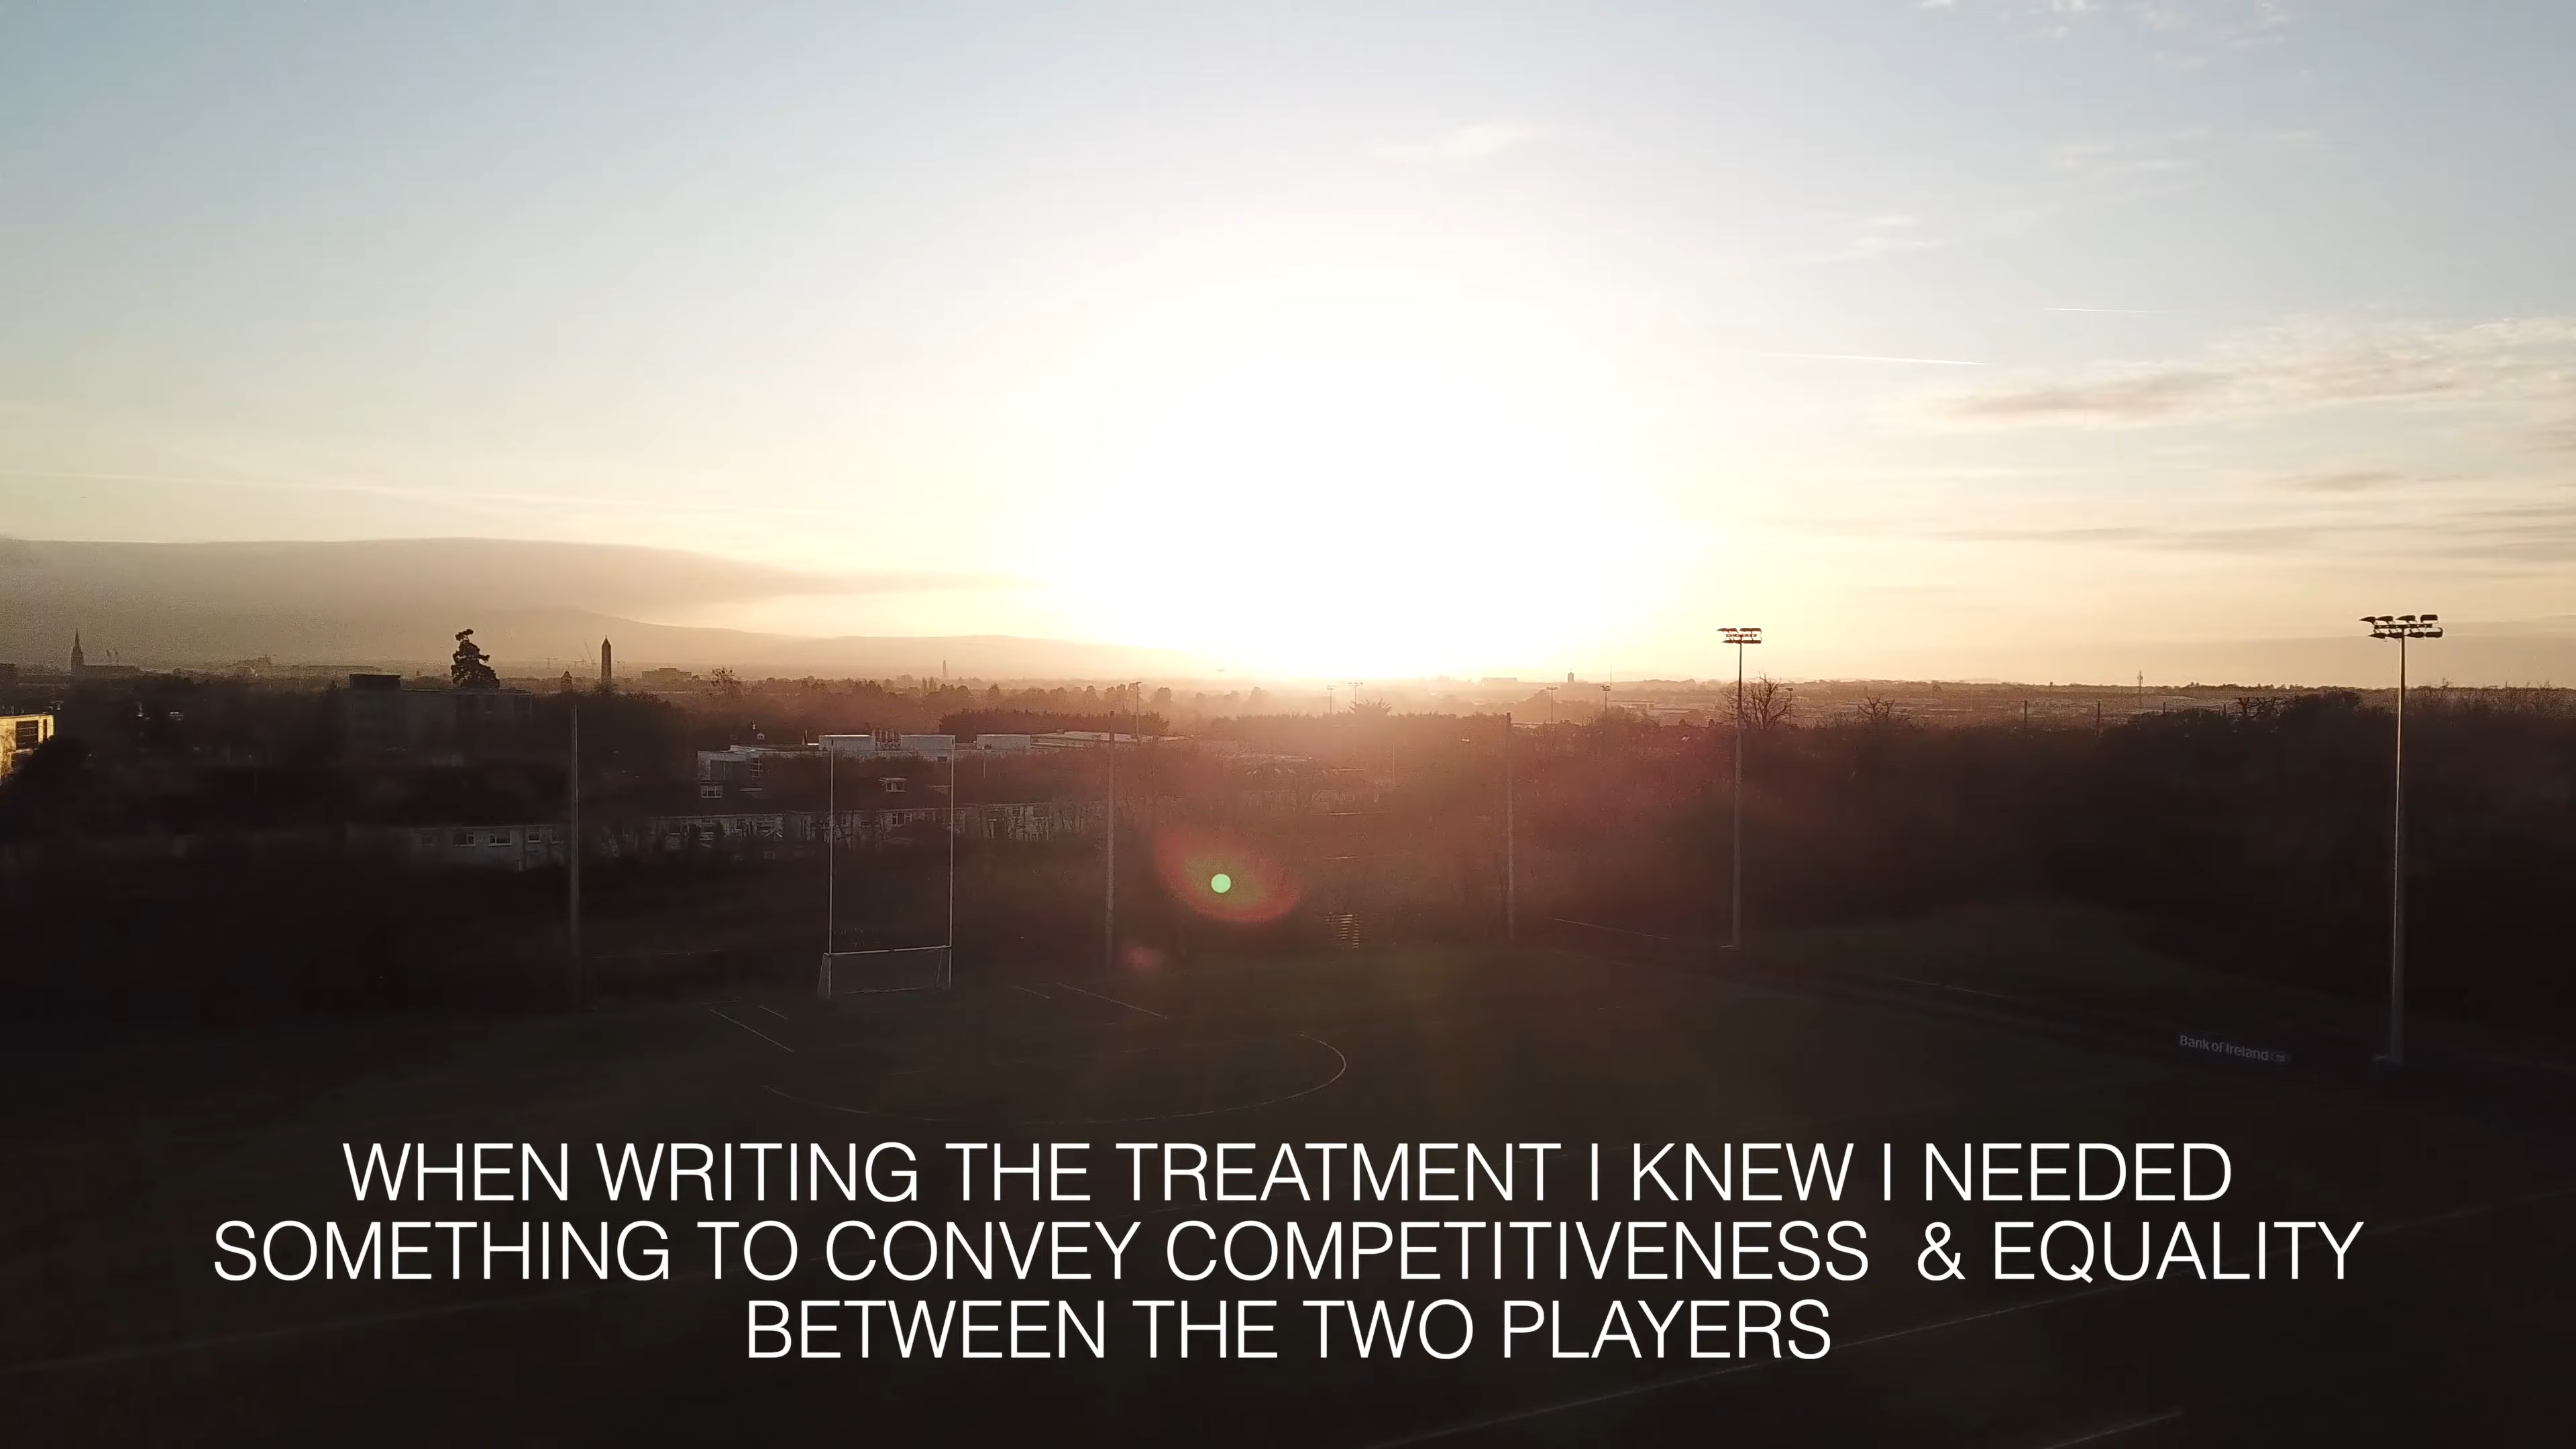 Bank of Ireland
WHEN WRITING THE TREATMENT I KNEW I NEEDED
SOMETHING TO CONVEY COMPETITIVENESS  & EQUALITY
BETWEEN THE TWO PLAYERS